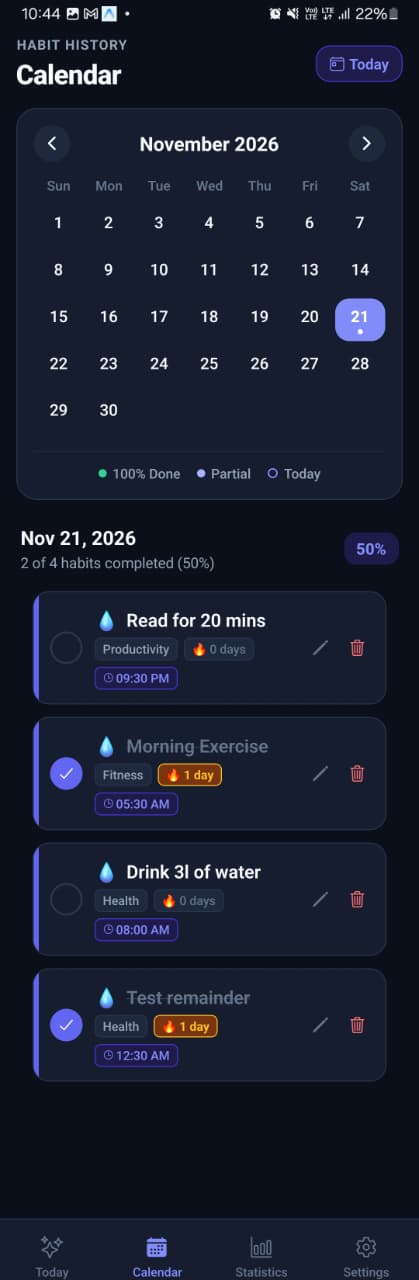 10:44 22%
HABIT HISTORY
Calendar
Today
November 2026
Sun Mon Tue Wed Thu Fri Sat
1 2 3 4 5 6 7
8 9 10 11 12 13 14
15 16 17 18 19 20 21
22 23 24 25 26 27 28
29 30
100% Done Partial Today
Nov 21, 2026
2 of 4 habits completed (50%)
50%
Read for 20 mins
Productivity 0 days
09:30 PM
Morning Exercise
Fitness 1 day
05:30 AM
Drink 3l of water
Health 0 days
08:00 AM
Test remainder
Health 1 day
12:30 AM
Today Calendar Statistics Settings